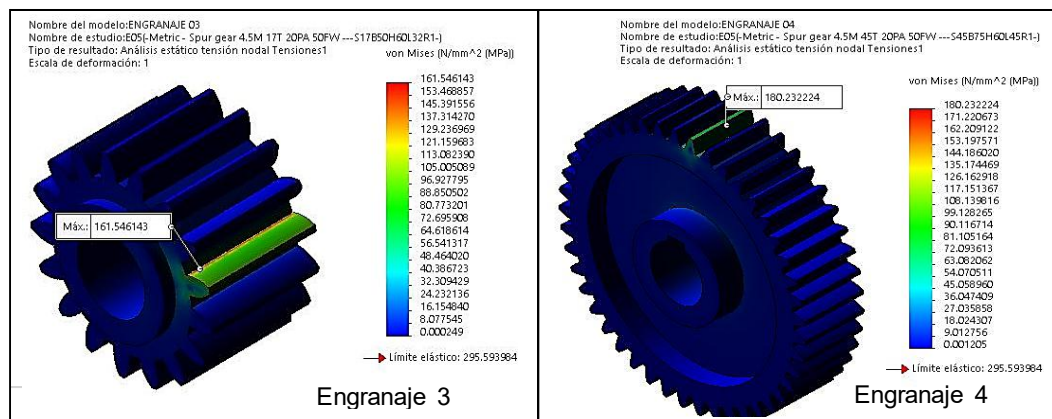 Nombre del modelo:ENGRANAJE 03
Nombre de estudio:E05(-Metric - Spur gear 4.5M 17T 20PA 50FW ---S17B50H60L32R1-)
Tipo de resultado: Análisis estático tensión nodal Tensiones1
Escala de deformación: 1
von Mises (N/mm^2 (MPa))
161.546143
153.468857
145.391556
137.314270
129.236969
121.159683
113.082390
105.005089
96.927795
88.850502
80.773201
72.695908
64.618614
56.541317
48.464020
40.386723
32.309429
24.232136
16.154840
8.077545
0.000249
Máx.: 161.546143
Límite elástico: 295.593984
Engranaje 3
Nombre del modelo:ENGRANAJE 04
Nombre de estudio:E05(-Metric - Spur gear 4.5M 45T 20PA 50FW ---S45B75H60L45R1-)
Tipo de resultado: Análisis estático tensión nodal Tensiones1
Escala de deformación: 1
von Mises (N/mm^2 (MPa))
Máx.: 180.232224
180.232224
171.220673
162.209122
153.197571
144.186020
135.174469
126.162918
117.151367
108.139816
99.128265
90.116714
81.105164
72.093613
63.082062
54.070511
45.058960
36.047409
27.035858
18.024307
9.012756
0.001205
Límite elástico: 295.593984
Engranaje 4